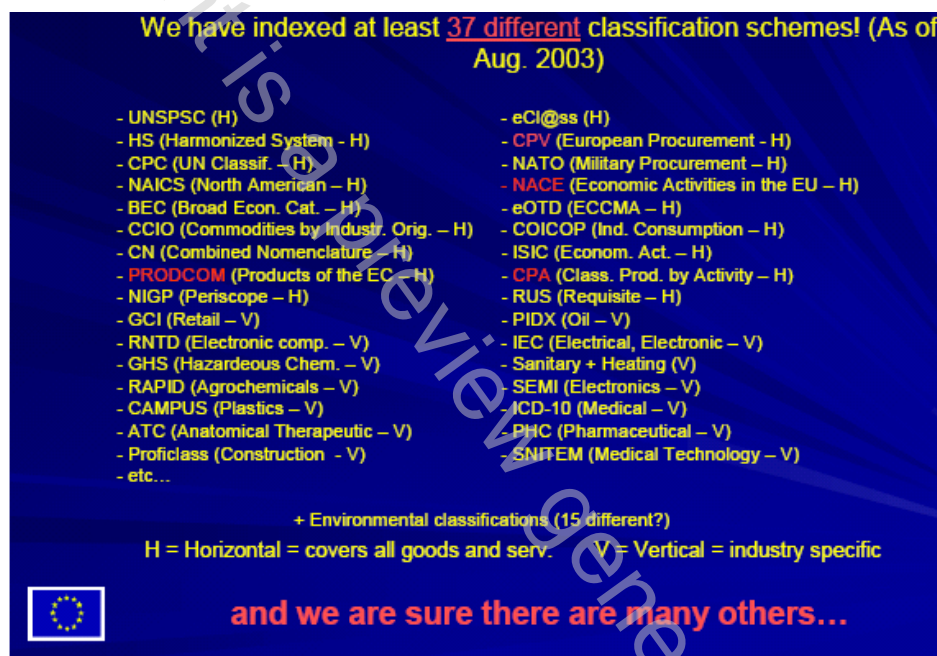 We have indexed at least 37 different classification schemes! (As of
Aug. 2003)
- UNSPSC (H)
- HS (Harmonized System - H)
- CPC (UN Classif. – H)
- NAICS (North American – H)
- BEC (Broad Econ. Cat. – H)
- CCIO (Commodities by Industr. Orig. – H)
- CN (Combined Nomenclature – H)
- PRODCOM (Products of the EC – H)
- NIGP (Periscope – H)
- GCI (Retail – V)
- RNTD (Electronic comp. – V)
- GHS (Hazardeous Chem. – V)
- RAPID (Agrochemicals – V)
- CAMPUS (Plastics – V)
- ATC (Anatomical Therapeutic – V)
- Proficlass (Construction - V)
- etc...
- eCl@ss (H)
- CPV (European Procurement - H)
- NATO (Military Procurement – H)
- NACE (Economic Activities in the EU – H)
- eOTD (ECCMA – H)
- COICOP (Ind. Consumption – H)
- ISIC (Econom. Act. – H)
- CPA (Class. Prod. by Activity – H)
- RUS (Requisite – H)
- PIDX (Oil – V)
- IEC (Electrical, Electronic – V)
- Sanitary + Heating (V)
- SEMI (Electronics – V)
- ICD-10 (Medical – V)
- PHC (Pharmaceutical – V)
- SNITEM (Medical Technology – V)
+ Environmental classifications (15 different?)
H = Horizontal = covers all goods and serv. V = Vertical = industry specific
and we are sure there are many others...
it is a preview gene